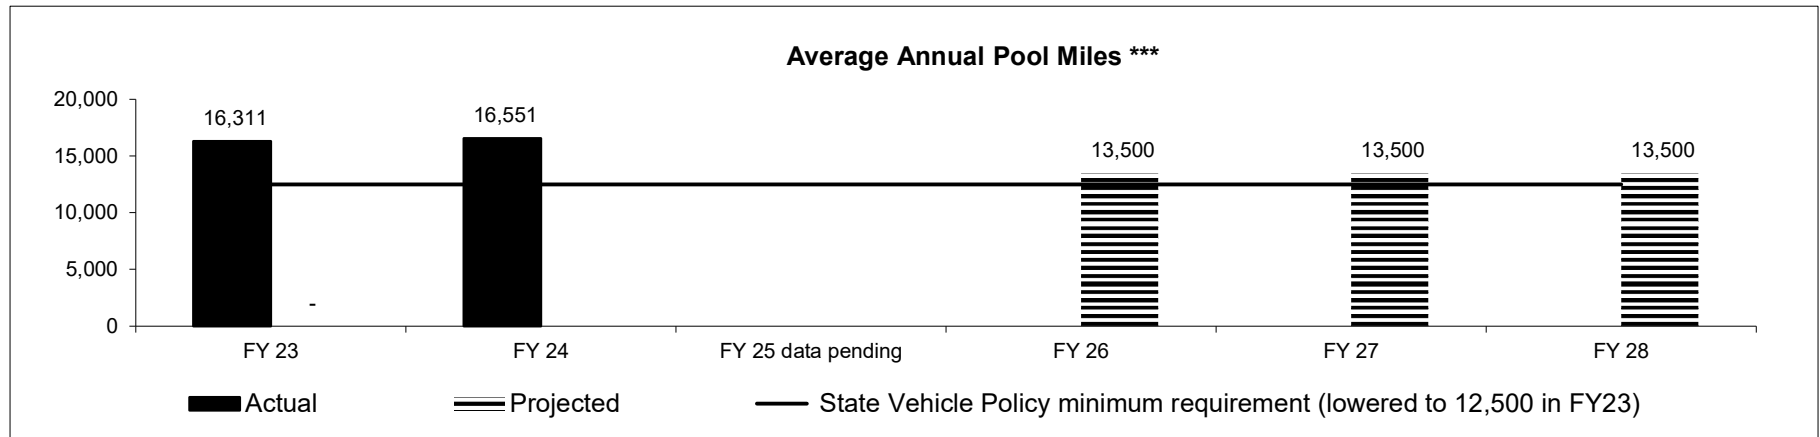 Average Annual Pool Miles ***
20,000
16,311
16,551
15,000
13,500
13,500
13,500
10,000
5,000
-
0
FY 23
FY 24
FY 25 data pending
FY 26
FY 27
FY 28
Actual
Projected
State Vehicle Policy minimum requirement (lowered to 12,500 in FY23)